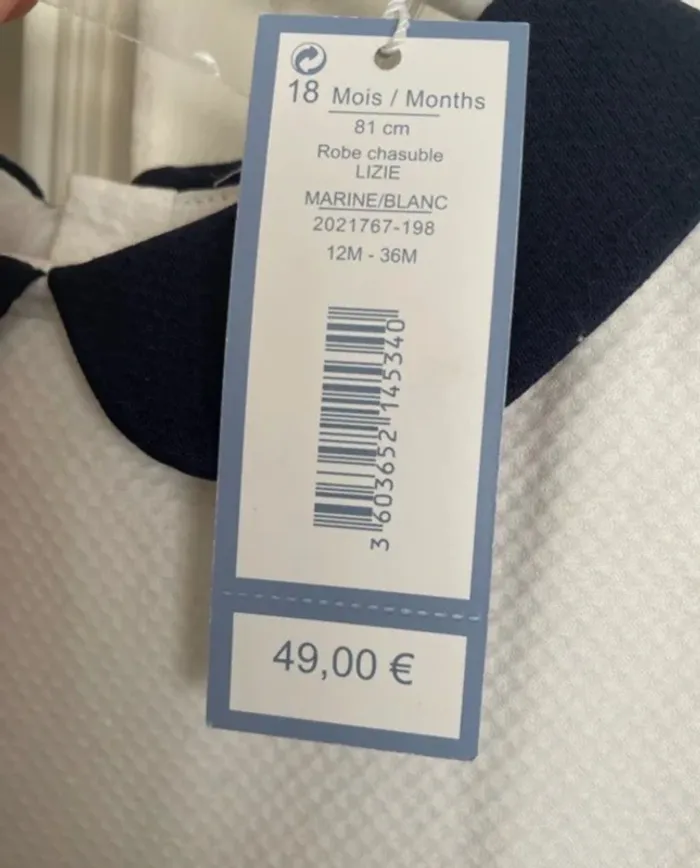 18 Mois / Months
81 cm
Robe chasuble
LIZIE
MARINE/BLANC
2021767-198
12M - 36M
3 603652 145340
49,00 €